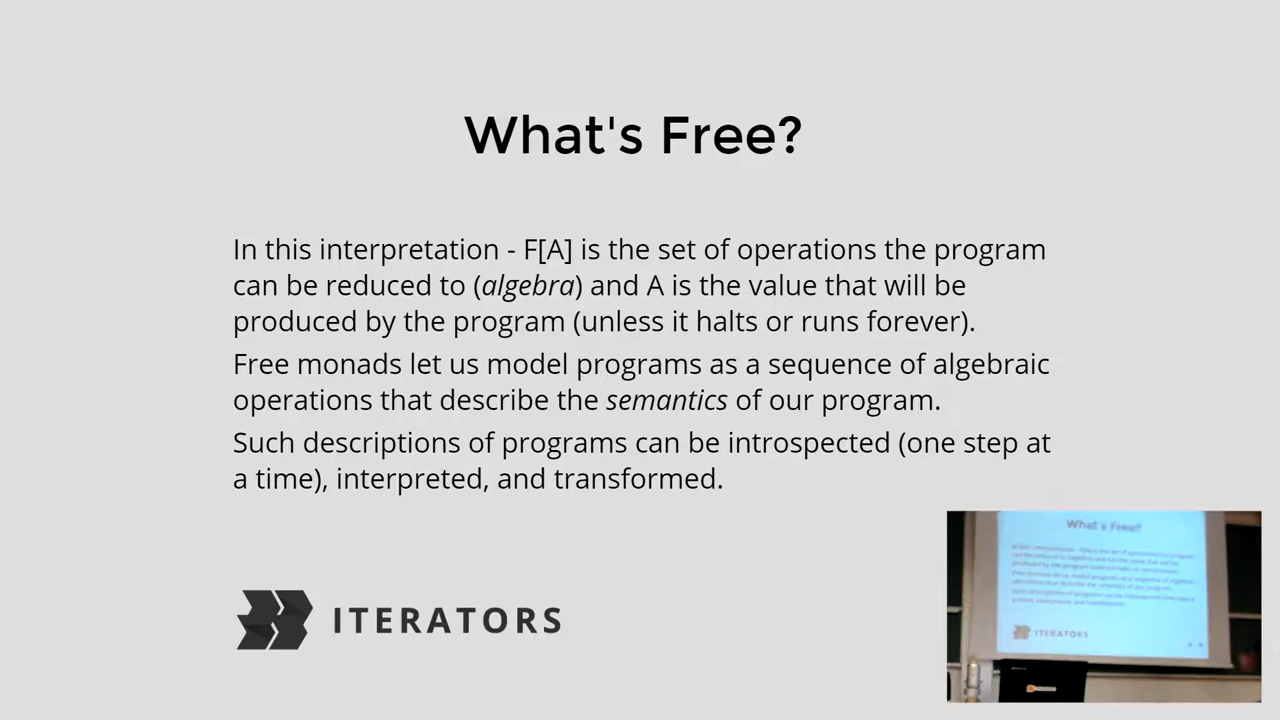 What's Free?
In this interpretation - F[A] is the set of operations the program
can be reduced to (algebra) and A is the value that will be
produced by the program (unless it halts or runs forever).
Free monads let us model programs as a sequence of algebraic
operations that describe the semantics of our program.
Such descriptions of programs can be introspected (one step at
a time), interpreted, and transformed.
ITERATORS
What's Free?
ITERATORS